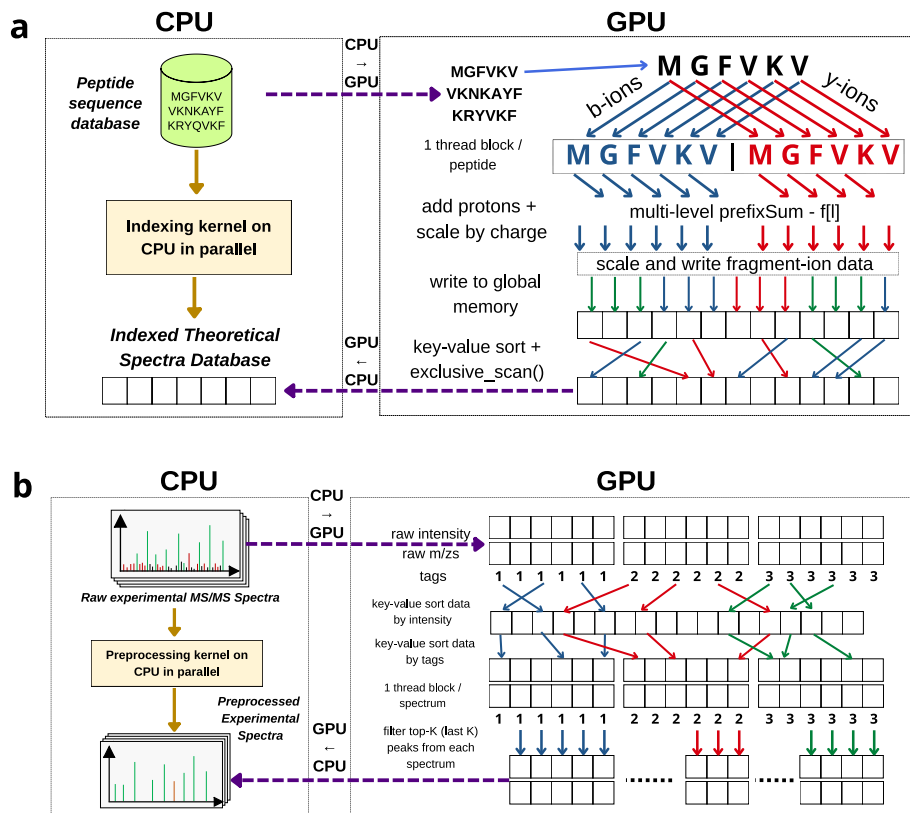 a
CPU
GPU
CPU
→
GPU
Peptide
sequence
database
MGFVKV
VKNKAYF
KRYQVKF
MGFVKV
VKNKAYF
KRYVKF
M G F V K V
b-ions
y-ions
1 thread block /
peptide
M G F V K V | M G F V K V
Indexing kernel on
CPU in parallel
add protons +
scale by charge
multi-level prefixSum - f[l]
scale and write fragment-ion data
write to global
memory
Indexed Theoretical
Spectra Database
GPU
←
CPU
key-value sort +
exclusive_scan()
b
CPU
GPU
CPU
→
GPU
raw intensity
raw m/zs
tags
1 1 1 1 1 1 2 2 2 2 2 2 3 3 3 3 3 3
Raw experimental MS/MS Spectra
key-value sort data
by intensity
key-value sort data
by tags
Preprocessing kernel on
CPU in parallel
1 thread block /
spectrum
Preprocessed
Experimental
Spectra
1 1 1 1 1 1 2 2 2 2 2 2 3 3 3 3 3 3
GPU
←
CPU
filter top-K (last K)
peaks from each
spectrum